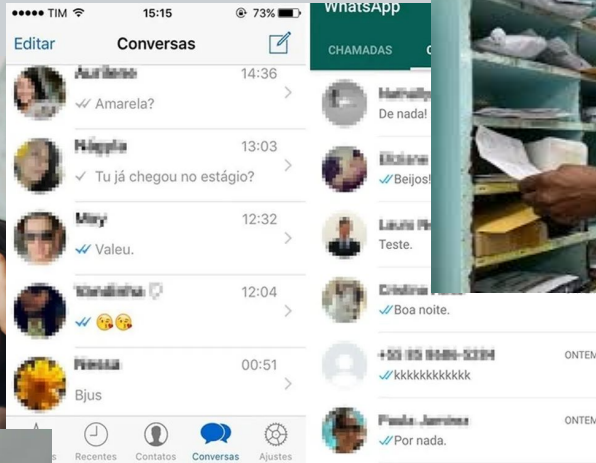 ●●●●● TIM 15:15 73%
Editar Conversas
14:36
Amarela?
13:03
Tu já chegou no estágio?
12:32
Valeu.
12:04
😘😘
00:51
Bjus
Recentes Contatos Conversas Ajustes
WhatsApp
CHAMADAS
De nada!
Beijos!
Teste.
Boa noite.
ONTEM
kkkkkkkkkkkk
ONTEM
Por nada.